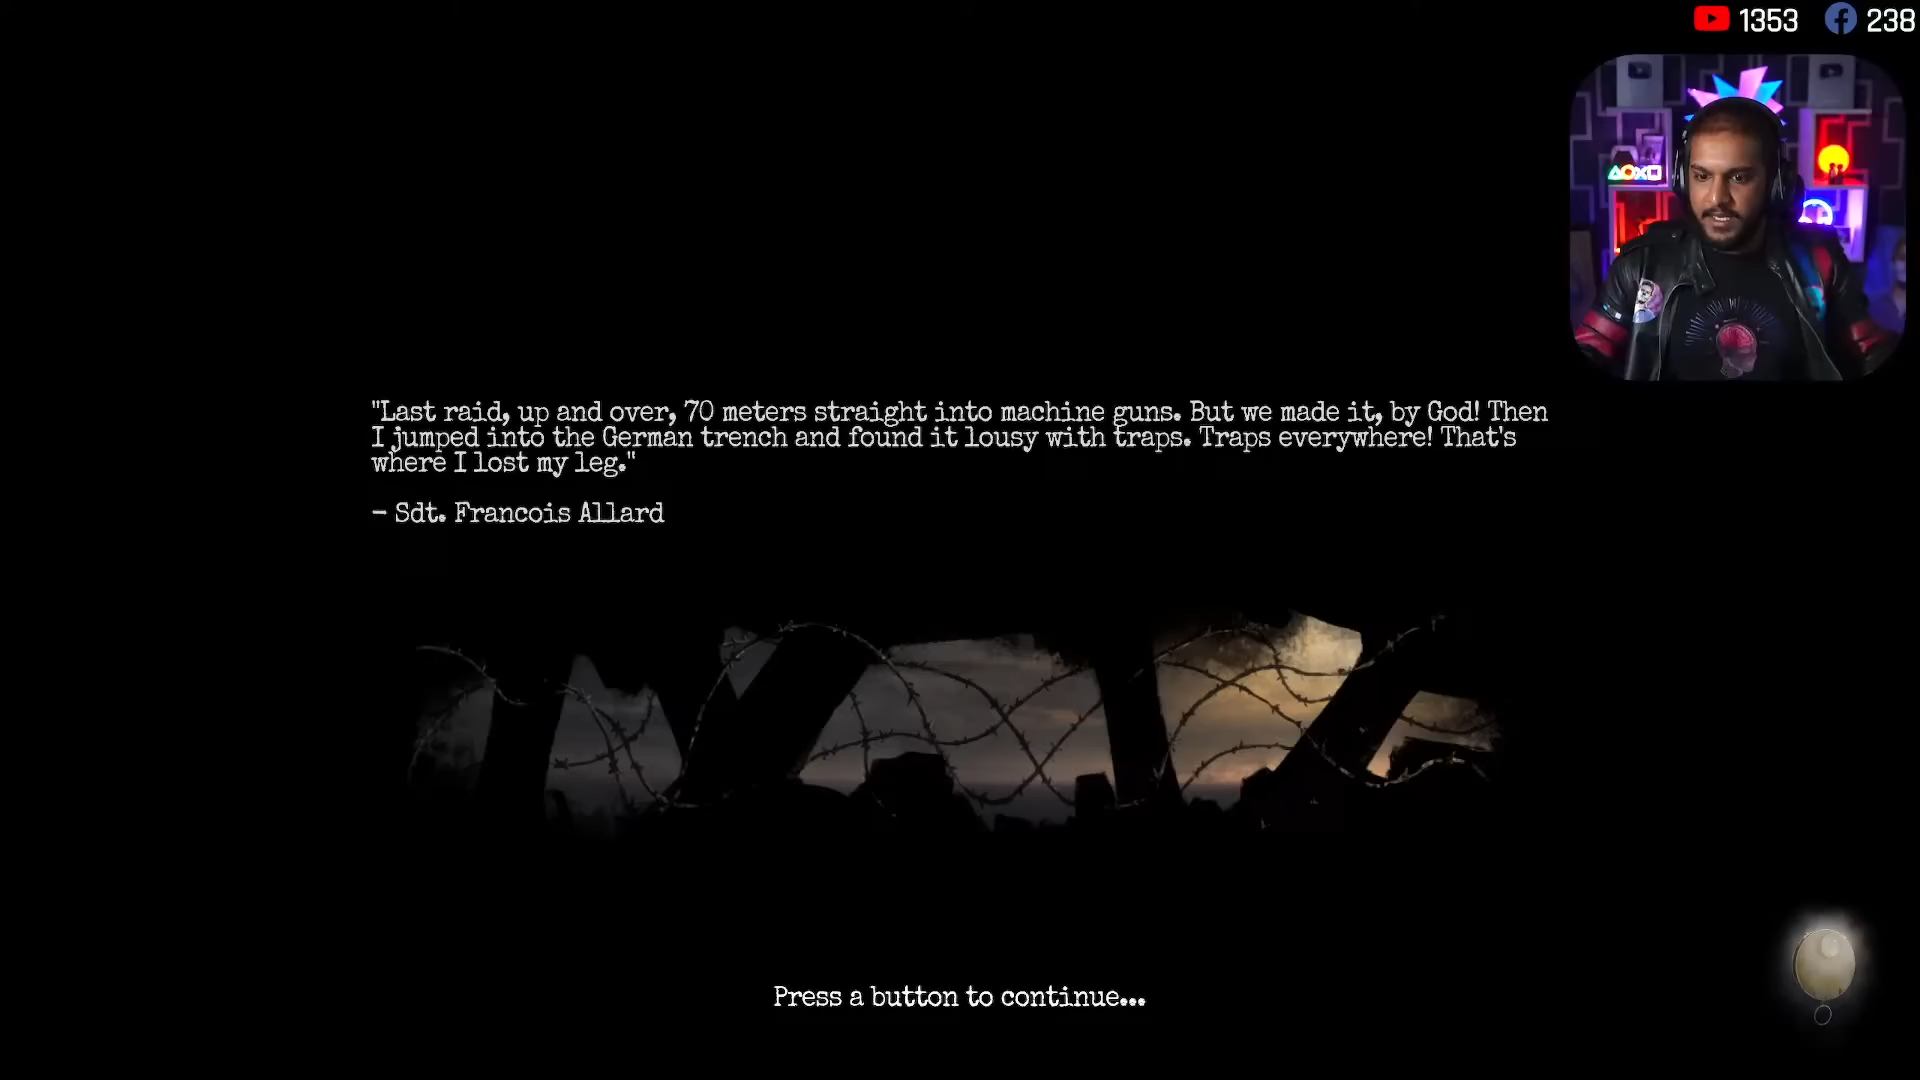 1353 238
"Last raid, up and over, 70 meters straight into machine guns. But we made it, by God! Then
I jumped into the German trench and found it lousy with traps. Traps everywhere! That's
where I lost my leg."
- Sdt. Francois Allard
Press a button to continue...